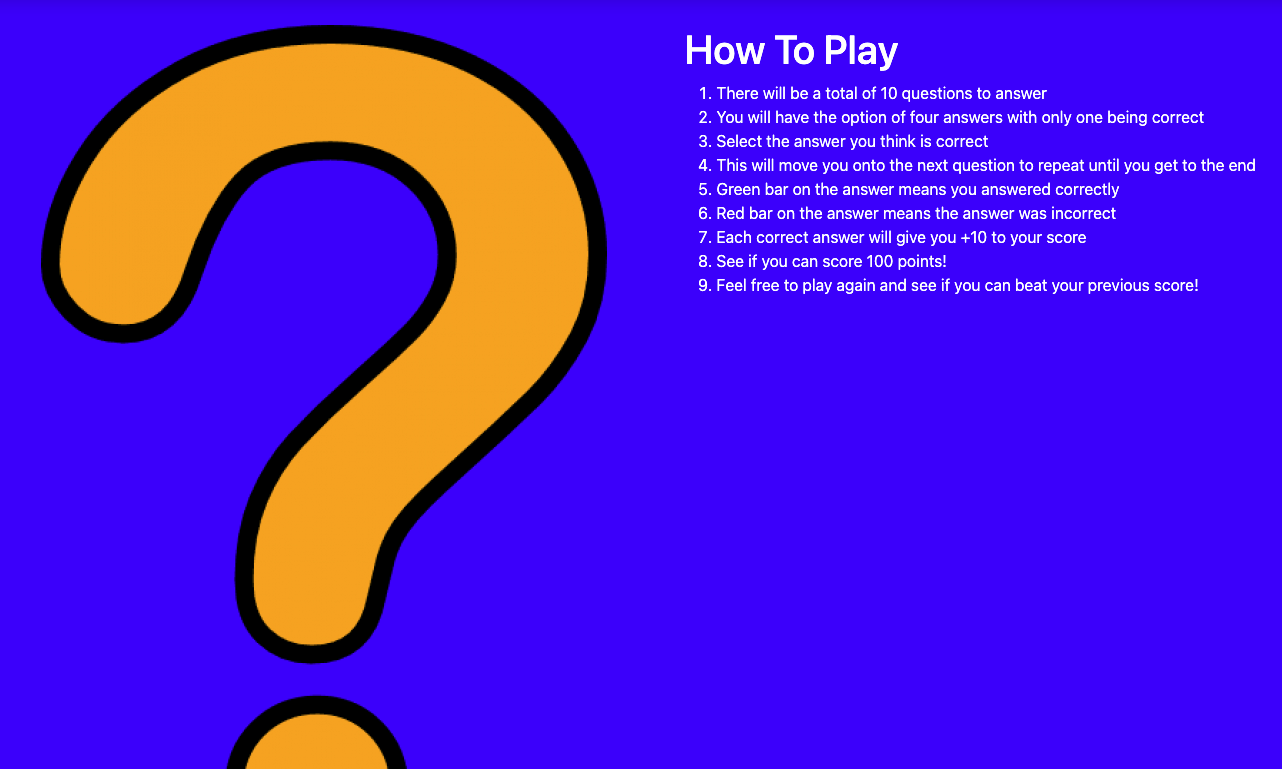 How To Play
1. There will be a total of 10 questions to answer
2. You will have the option of four answers with only one being correct
3. Select the answer you think is correct
4. This will move you onto the next question to repeat until you get to the end
5. Green bar on the answer means you answered correctly
6. Red bar on the answer means the answer was incorrect
7. Each correct answer will give you +10 to your score
8. See if you can score 100 points!
9. Feel free to play again and see if you can beat your previous score!